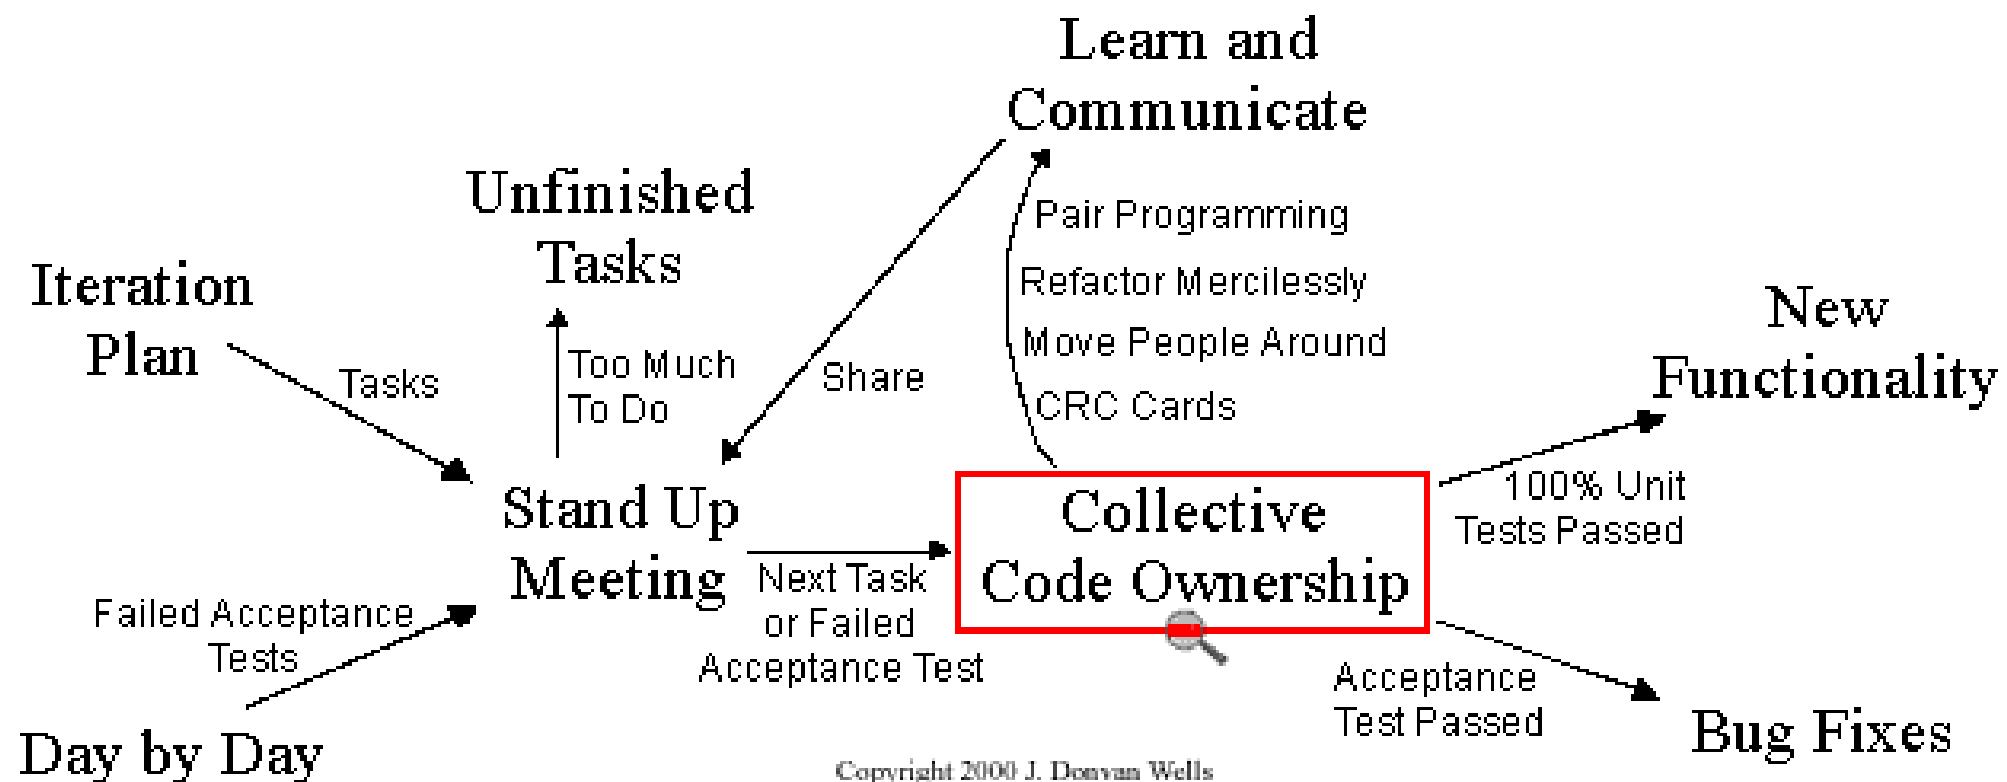 Learn and
Communicate
Unfinished
Tasks
Pair Programming
Refactor Mercilessly
Move People Around
CRC Cards
Iteration
Plan
Tasks
Too Much
To Do
Share
New
Functionality
Stand Up
Meeting
Collective
Code Ownership
100% Unit
Tests Passed
Next Task
or Failed
Acceptance Test
Failed Acceptance
Tests
Acceptance
Test Passed
Day by Day
Bug Fixes
Copyright 2000 J. Donvan Wells